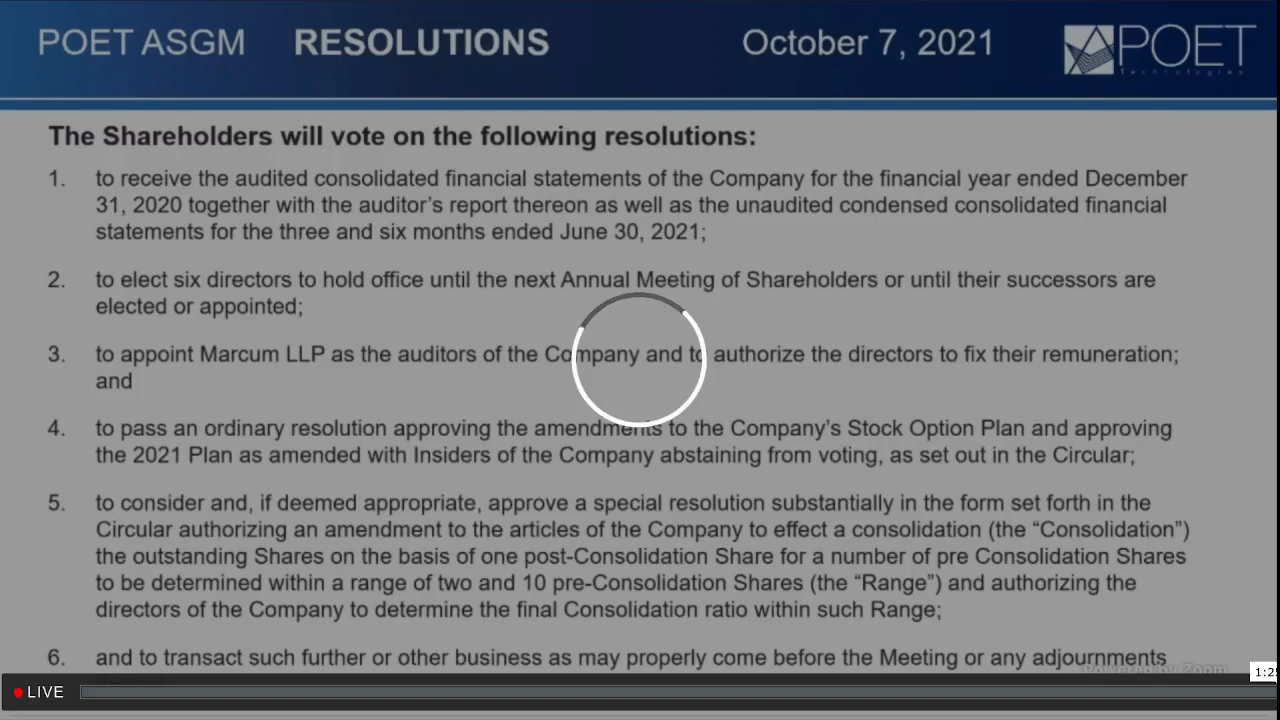 POET ASGM RESOLUTIONS October 7, 2021 POET
Technologies
The Shareholders will vote on the following resolutions:
1. to receive the audited consolidated financial statements of the Company for the financial year ended December
31, 2020 together with the auditor's report thereon as well as the unaudited condensed consolidated financial
statements for the three and six months ended June 30, 2021;
2. to elect six directors to hold office until the next Annual Meeting of Shareholders or until their successors are
elected or appointed;
3. to appoint Marcum LLP as the auditors of the Company and to authorize the directors to fix their remuneration;
and
4. to pass an ordinary resolution approving the amendments to the Company's Stock Option Plan and approving
the 2021 Plan as amended with Insiders of the Company abstaining from voting, as set out in the Circular;
5. to consider and, if deemed appropriate, approve a special resolution substantially in the form set forth in the
Circular authorizing an amendment to the articles of the Company to effect a consolidation (the “Consolidation”)
the outstanding Shares on the basis of one post-Consolidation Share for a number of pre Consolidation Shares
to be determined within a range of two and 10 pre-Consolidation Shares (the “Range”) and authorizing the
directors of the Company to determine the final Consolidation ratio within such Range;
6. and to transact such further or other business as may properly come before the Meeting or any adjournments
Powered by Zoom
LIVE